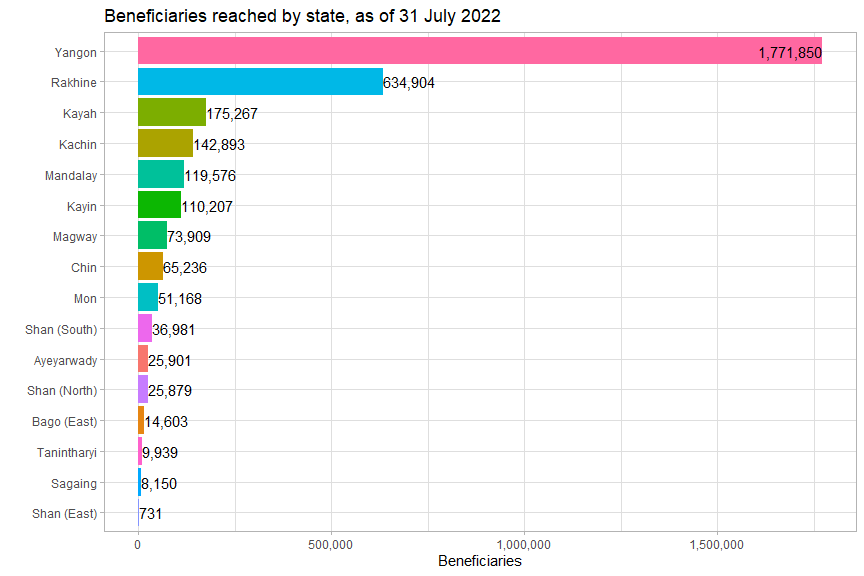 Beneficiaries reached by state, as of 31 July 2022
Yangon 1,771,850
Rakhine 634,904
Kayah 175,267
Kachin 142,893
Mandalay 119,576
Kayin 110,207
Magway 73,909
Chin 65,236
Mon 51,168
Shan (South) 36,981
Ayeyarwady 25,901
Shan (North) 25,879
Bago (East) 14,603
Tanintharyi 9,939
Sagaing 8,150
Shan (East) 731
0 500,000 1,000,000 1,500,000
Beneficiaries